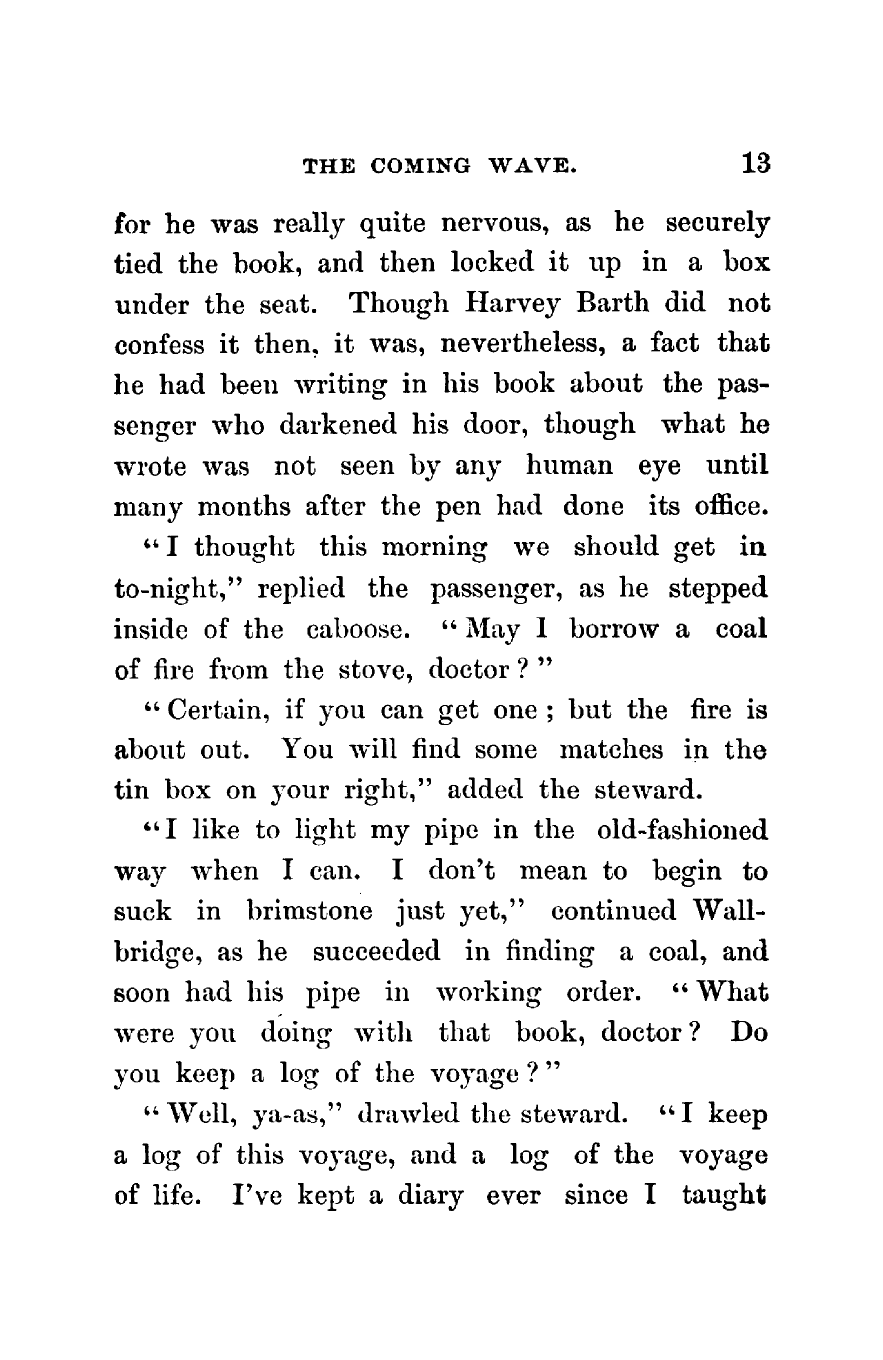 THE COMING WAVE. 13
for he was really quite nervous, as he securely
tied the book, and then locked it up in a box
under the seat. Though Harvey Barth did not
confess it then, it was, nevertheless, a fact that
he had been writing in his book about the pas-
senger who darkened his door, though what he
wrote was not seen by any human eye until
many months after the pen had done its office.
“I thought this morning we should get in
to-night,” replied the passenger, as he stepped
inside of the caboose. “May I borrow a coal
of fire from the stove, doctor?”
“Certain, if you can get one; but the fire is
about out. You will find some matches in the
tin box on your right,” added the steward.
“I like to light my pipe in the old-fashioned
way when I can. I don’t mean to begin to
suck in brimstone just yet,” continued Wall-
bridge, as he succeeded in finding a coal, and
soon had his pipe in working order. “What
were you doing with that book, doctor? Do
you keep a log of the voyage?”
“Well, ya-as,” drawled the steward. “I keep
a log of this voyage, and a log of the voyage
of life. I’ve kept a diary ever since I taught